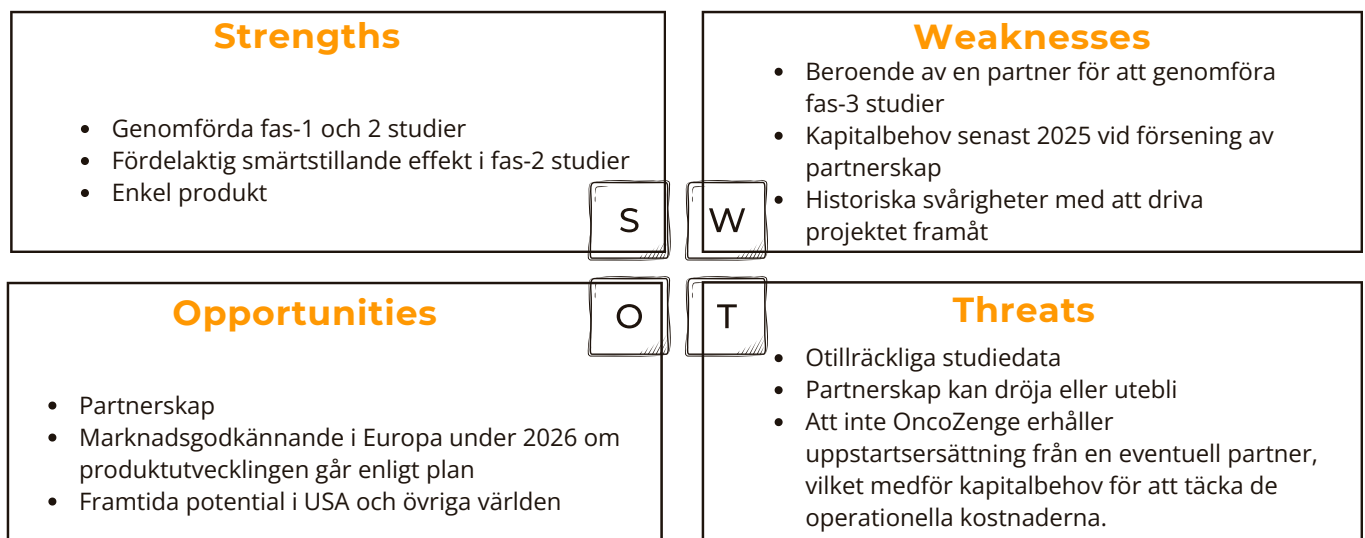 Strengths
Genomförda fas-1 och 2 studier
Fördelaktig smärtstillande effekt i fas-2 studier
Enkel produkt
Weaknesses
Beroende av en partner för att genomföra
fas-3 studier
Kapitalbehov senast 2025 vid försening av
partnerskap
Historiska svårigheter med att driva
projektet framåt
S
W
O
T
Opportunities
Partnerskap
Marknadsgodkännande i Europa under 2026 om
produktutvecklingen går enligt plan
Framtida potential i USA och övriga världen
Threats
Otillräckliga studiedata
Partnerskap kan dröja eller utebli
Att inte OncoZenge erhåller
uppstartsersättning från en eventuell partner,
vilket medför kapitalbehov för att täcka de
operationella kostnaderna.